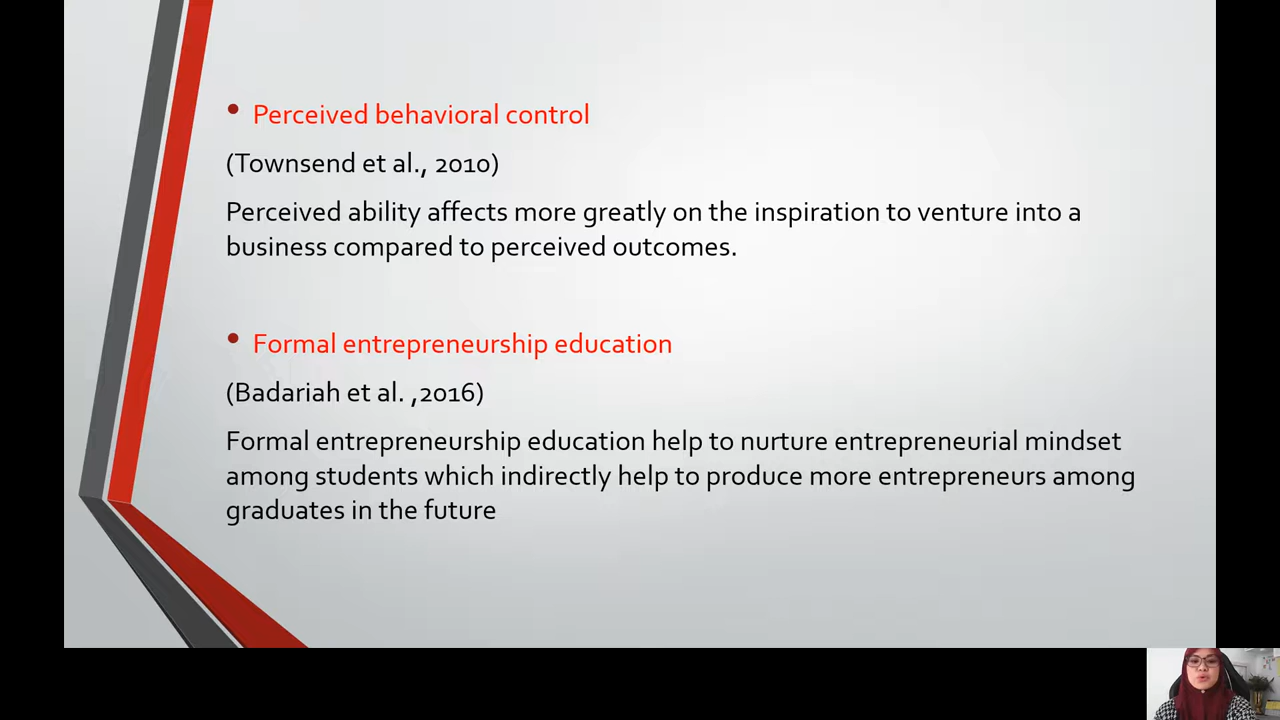 • Perceived behavioral control
(Townsend et al., 2010)
Perceived ability affects more greatly on the inspiration to venture into a
business compared to perceived outcomes.
• Formal entrepreneurship education
(Badariah et al. ,2016)
Formal entrepreneurship education help to nurture entrepreneurial mindset
among students which indirectly help to produce more entrepreneurs among
graduates in the future